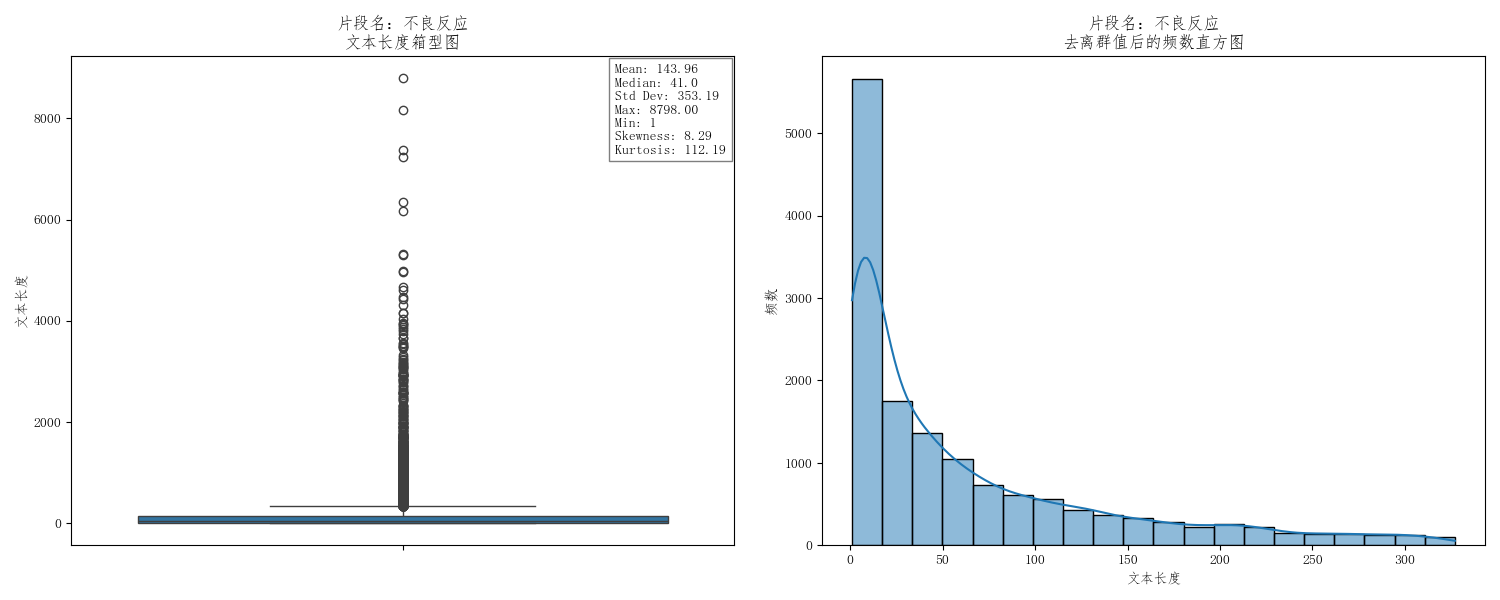 片段名：不良反应
文本长度箱型图
Mean: 143.96
Median: 41.0
Std Dev: 353.19
Max: 8798.00
Min: 1
Skewness: 8.29
Kurtosis: 112.19
8000
6000
4000
2000
0
文本长度
片段名：不良反应
去离群值后的频数直方图
5000
4000
3000
2000
1000
0
频数
0 50 100 150 200 250 300
文本长度